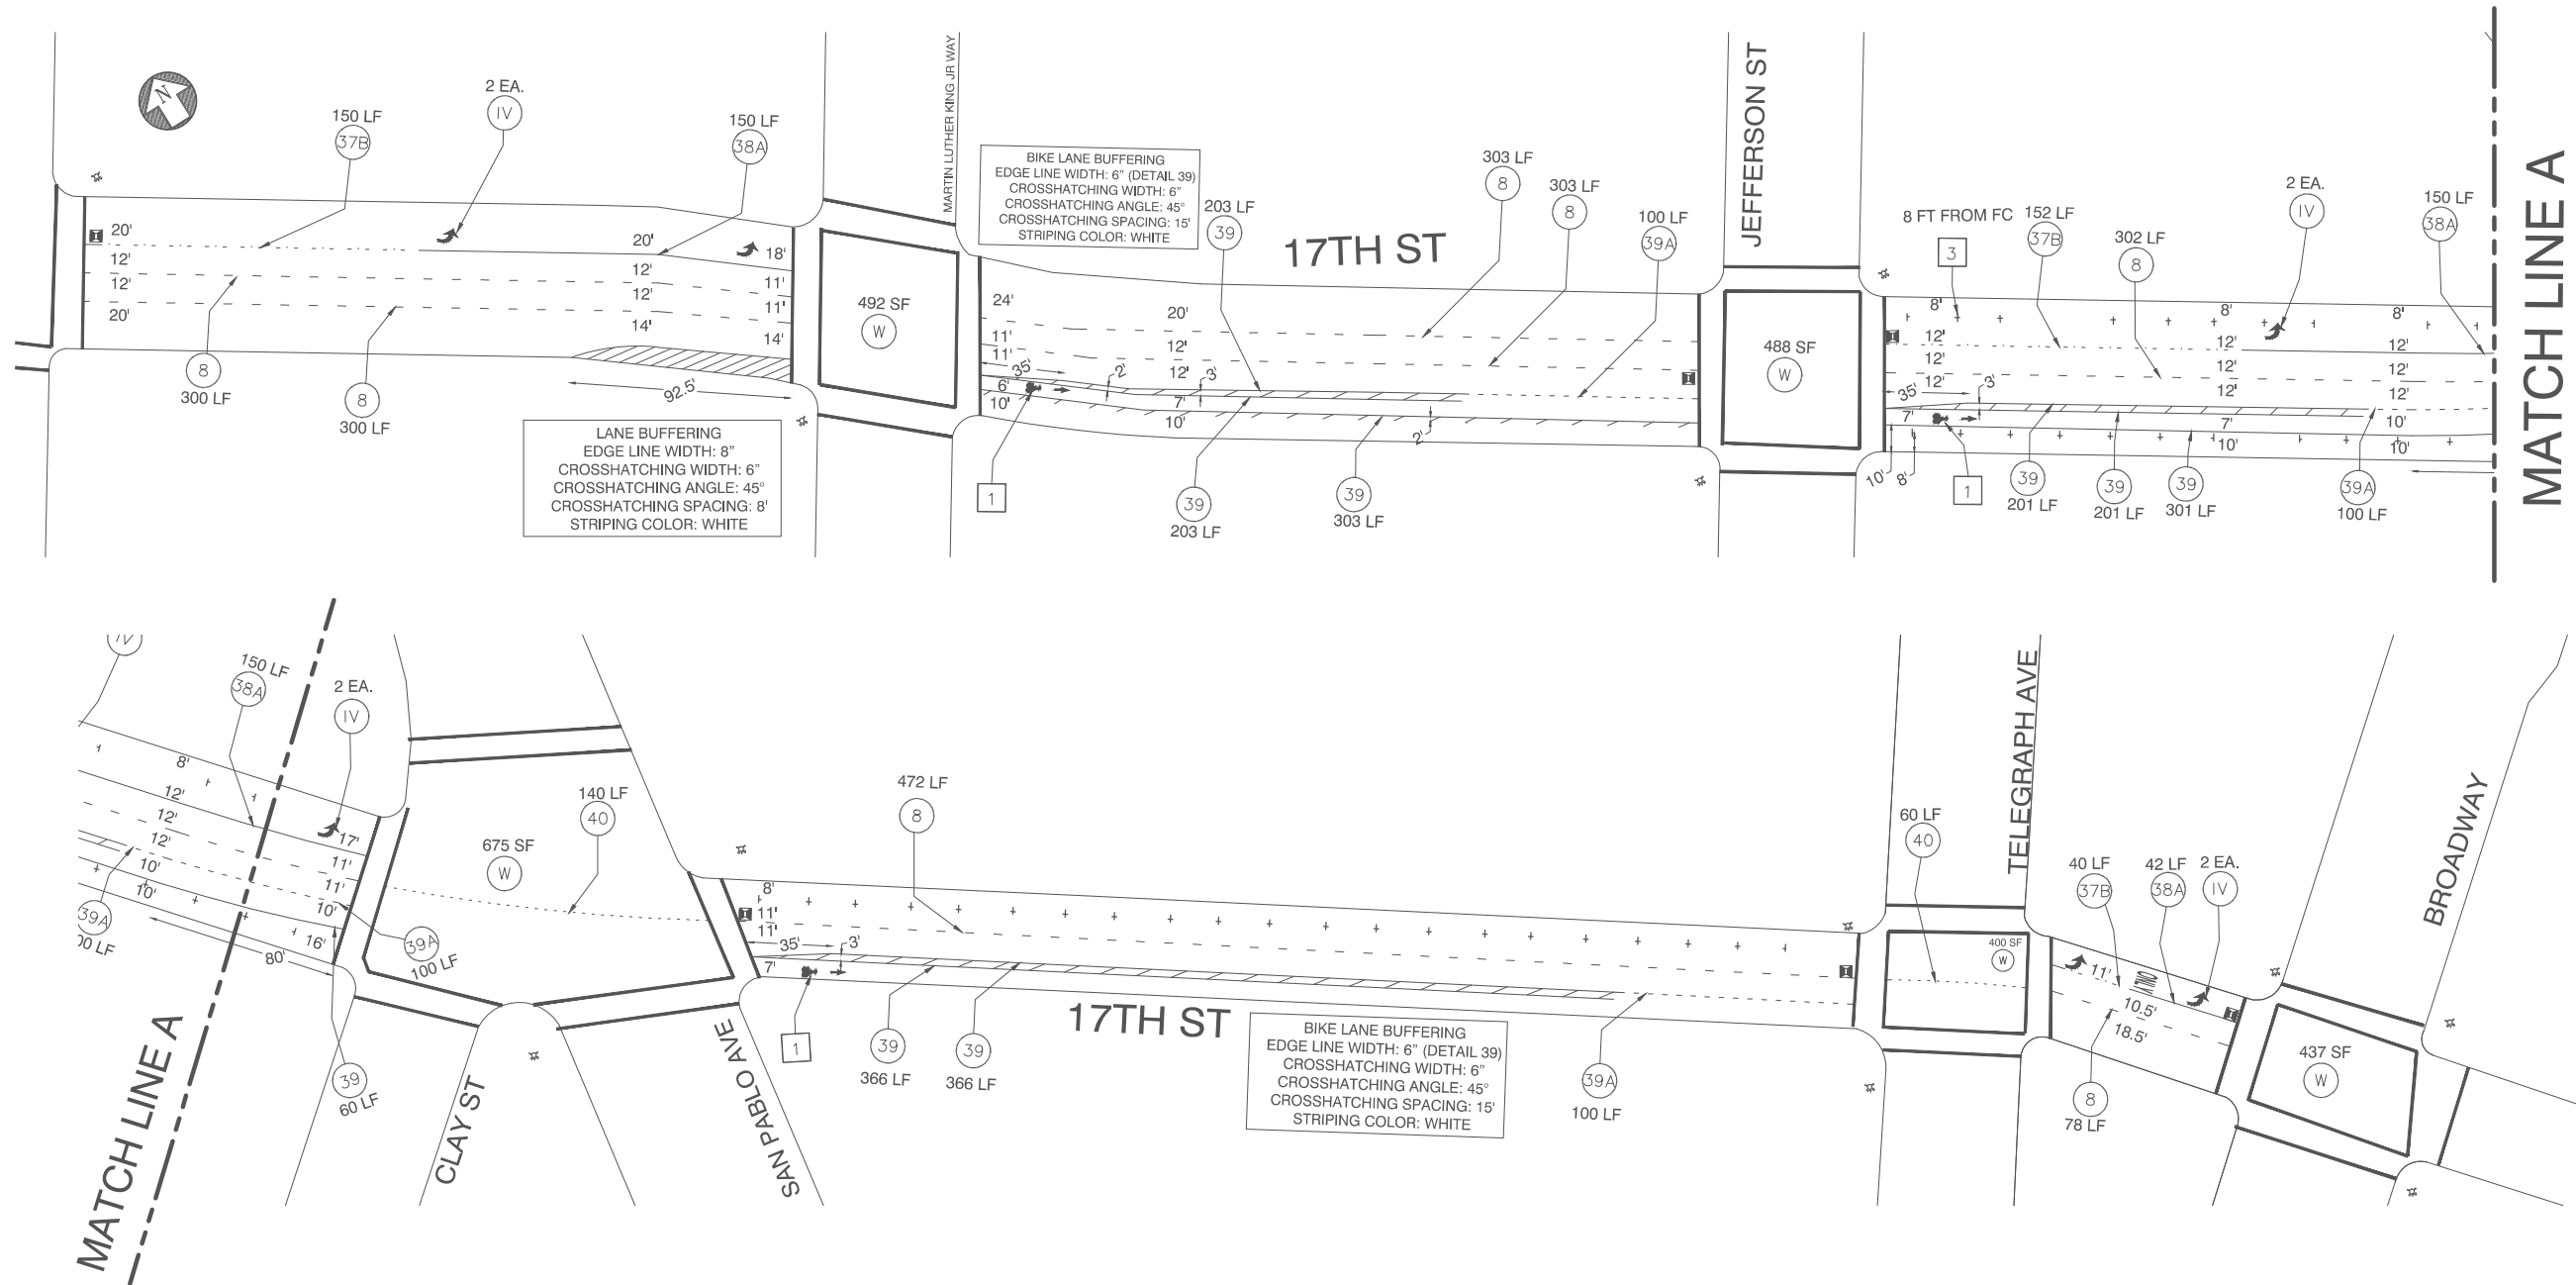 N
150 LF
37B
2 EA.
IV
150 LF
38A
20'
12'
12'
20'
20'
12'
12'
14'
18'
11'
11'
14'
8
300 LF
8
300 LF
92.5'
LANE BUFFERING
EDGE LINE WIDTH: 8"
CROSSHATCHING WIDTH: 6"
CROSSHATCHING ANGLE: 45°
CROSSHATCHING SPACING: 8'
STRIPING COLOR: WHITE
492 SF
W
MARTIN LUTHER KING JR WAY
BIKE LANE BUFFERING
EDGE LINE WIDTH: 6" (DETAIL 39)
CROSSHATCHING WIDTH: 6"
CROSSHATCHING ANGLE: 45°
CROSSHATCHING SPACING: 15'
STRIPING COLOR: WHITE
203 LF
39
17TH ST
303 LF
8
303 LF
8
100 LF
39A
24'
11'
11'
35'
6'
10'
2'
20'
12'
12'
3'
7'
10'
2'
1
39
203 LF
39
303 LF
JEFFERSON ST
488 SF
W
8 FT FROM FC
3
152 LF
37B
302 LF
8
2 EA.
IV
150 LF
38A
8'
12'
12'
12'
35'
3'
7'
10'
8'
8'
12'
12'
12'
7'
10'
8'
12'
12'
12'
10'
10'
1
39
201 LF
39
201 LF
39
301 LF
39A
100 LF
MATCH LINE A
IV
150 LF
38A
2 EA.
IV
8'
12'
12'
12'
10'
10'
17'
11'
11'
10'
16'
80'
39A
00 LF
39A
100 LF
39
60 LF
MATCH LINE A
CLAY ST
SAN PABLO AVE
675 SF
W
140 LF
40
472 LF
8
8'
11'
11'
35'
3'
7'
1
39
366 LF
39
366 LF
17TH ST
BIKE LANE BUFFERING
EDGE LINE WIDTH: 6" (DETAIL 39)
CROSSHATCHING WIDTH: 6"
CROSSHATCHING ANGLE: 45°
CROSSHATCHING SPACING: 15'
STRIPING COLOR: WHITE
39A
100 LF
60 LF
40
TELEGRAPH AVE
400 SF
W
40 LF
37B
42 LF
38A
2 EA.
IV
11'
10.5'
18.5'
8
78 LF
437 SF
W
BROADWAY